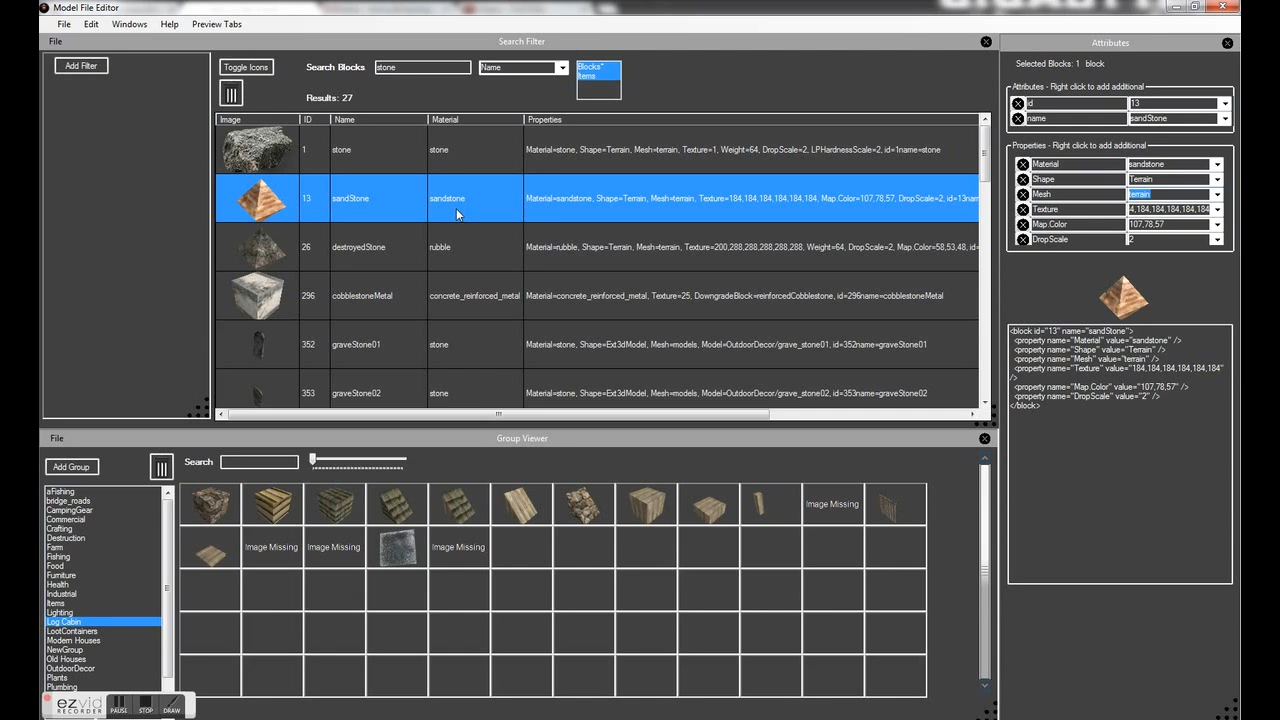 Model File Editor
File Edit Windows Help Preview Tabs
File Search Filter
Add Filter
Toggle Icons Search Blocks stone Name
Blocks*
Items
Results: 27
Image ID Name Material Properties
1 stone stone Material=stone, Shape=Terrain, Mesh=terrain, Texture=1, Weight=64, DropScale=2, LPHardnessScale=2, id=1name=stone
13 sandStone sandstone Material=sandstone, Shape=Terrain, Mesh=terrain, Texture=184,184,184,184,184,184, Map.Color=107,78,57, DropScale=2, id=13nam
26 destroyedStone rubble Material=rubble, Shape=Terrain, Mesh=terrain, Texture=200,288,288,288,288,288, Weight=64, DropScale=2, Map.Color=58,53,48, id=
296 cobblestoneMetal concrete_reinforced_metal Material=concrete_reinforced_metal, Texture=25, DowngradeBlock=reinforcedCobblestone, id=296name=cobblestoneMetal
352 graveStone01 stone Material=stone, Shape=Ext3dModel, Mesh=models, Model=OutdoorDecor/grave_stone01, id=352name=graveStone01
353 graveStone02 stone Material=stone, Shape=Ext3dModel, Mesh=models, Model=OutdoorDecor/grave_stone02, id=353name=graveStone02
Attributes
Selected Blocks: 1 block
Attributes - Right click to add additional
id 13
name sandStone
Properties - Right click to add additional
Material sandstone
Shape Terrain
Mesh terrain
Texture 4,184,184,184,184,184
Map.Color 107,78,57
DropScale 2
<block id="13" name="sandStone">
<property name="Material" value="sandstone" />
<property name="Shape" value="Terrain" />
<property name="Mesh" value="terrain" />
<property name="Texture" value="184,184,184,184,184,184"
/>
<property name="Map.Color" value="107,78,57" />
<property name="DropScale" value="2" />
</block>
File Group Viewer
Add Group Search
aFishing
bridge_roads
CampingGear
Commercial
Crafting
Destruction
Farm
Fishing
Food
Furniture
Health
Industrial
Items
Lighting
Log Cabin
LootContainers
Modern Houses
NewGroup
Old Houses
OutdoorDecor
Plants
Plumbing
Image Missing
Image Missing Image Missing Image Missing
ezvid
RECORDER
PAUSE STOP DRAW